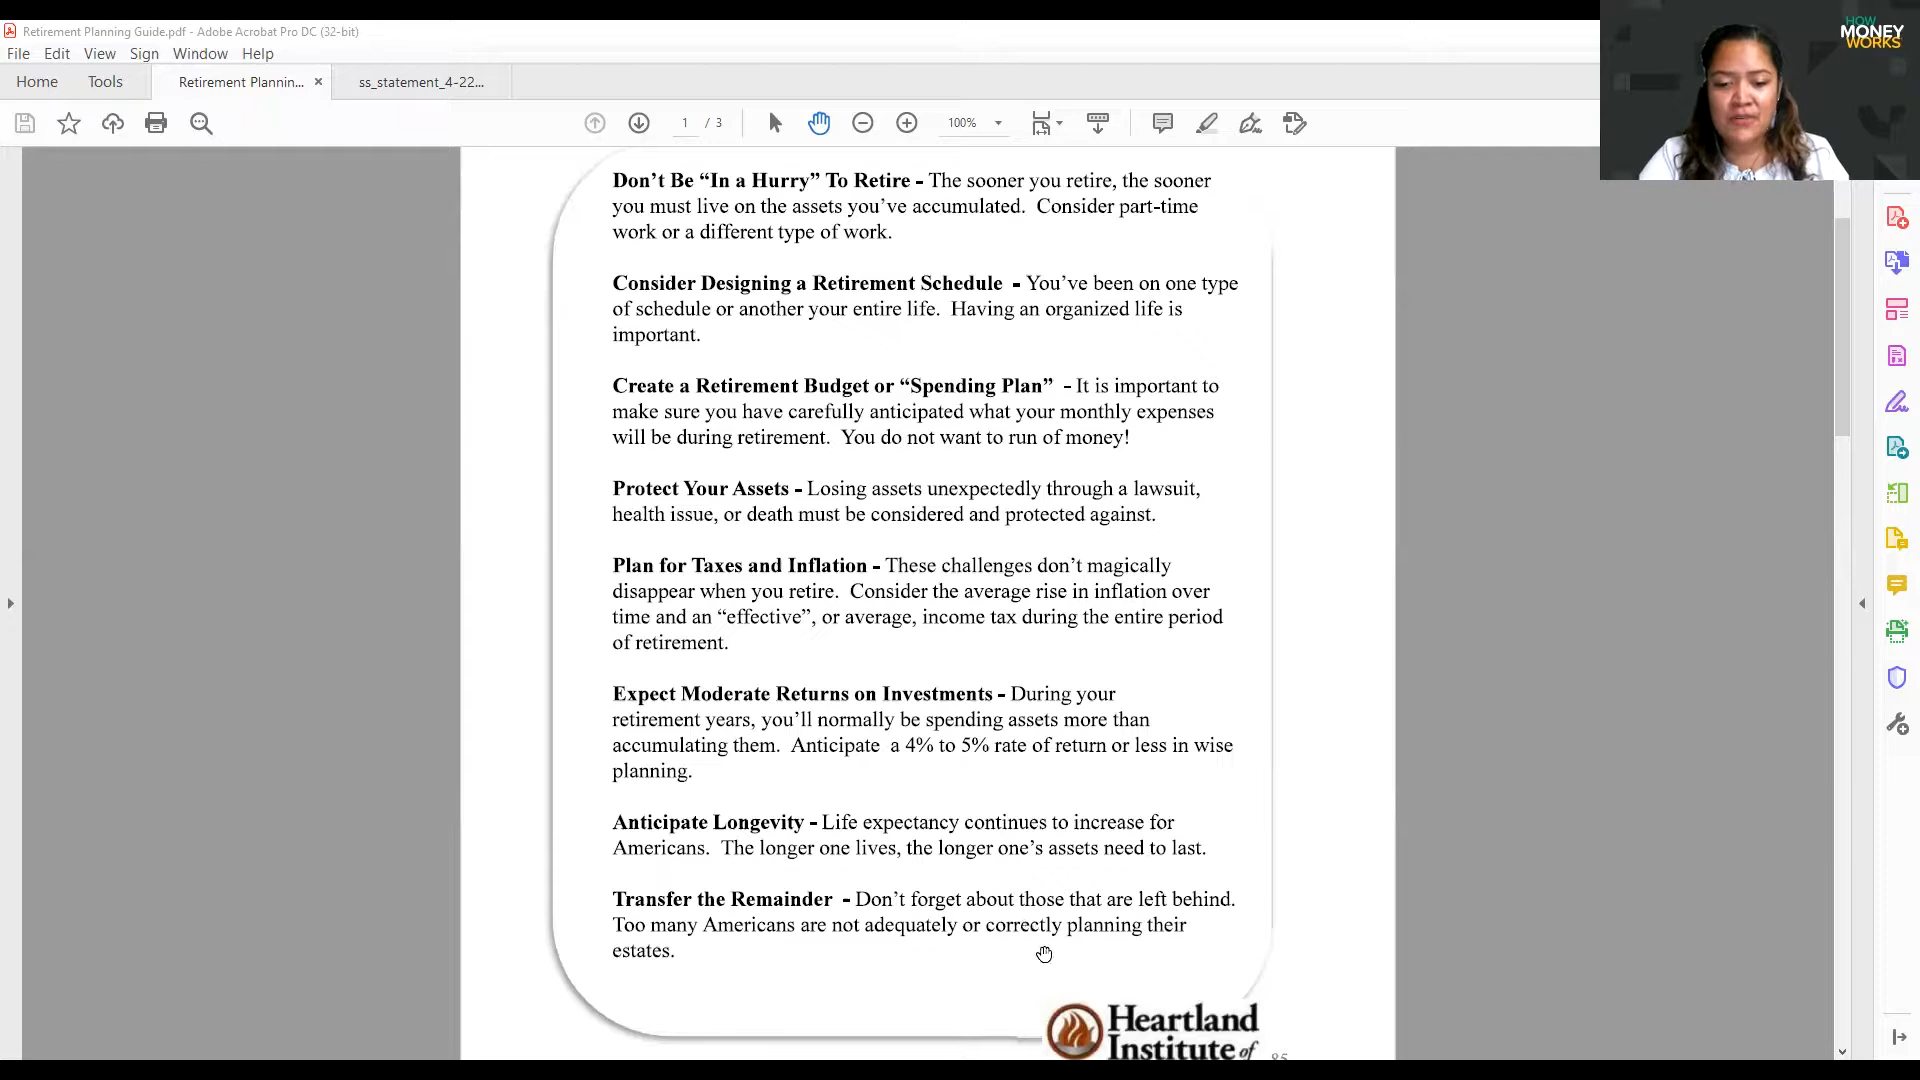 Retirement Planning Guide.pdf - Adobe Acrobat Pro DC (32-bit)
File Edit View Sign Window Help
Home Tools Retirement Plannin... × ss_statement_4-22...
1 / 3 100%
HOW
MONEY
WORKS
Don’t Be “In a Hurry” To Retire - The sooner you retire, the sooner
you must live on the assets you’ve accumulated. Consider part-time
work or a different type of work.
Consider Designing a Retirement Schedule - You’ve been on one type
of schedule or another your entire life. Having an organized life is
important.
Create a Retirement Budget or “Spending Plan” - It is important to
make sure you have carefully anticipated what your monthly expenses
will be during retirement. You do not want to run of money!
Protect Your Assets - Losing assets unexpectedly through a lawsuit,
health issue, or death must be considered and protected against.
Plan for Taxes and Inflation - These challenges don’t magically
disappear when you retire. Consider the average rise in inflation over
time and an “effective”, or average, income tax during the entire period
of retirement.
Expect Moderate Returns on Investments - During your
retirement years, you’ll normally be spending assets more than
accumulating them. Anticipate a 4% to 5% rate of return or less in wise
planning.
Anticipate Longevity - Life expectancy continues to increase for
Americans. The longer one lives, the longer one’s assets need to last.
Transfer the Remainder - Don’t forget about those that are left behind.
Too many Americans are not adequately or correctly planning their
estates.
Heartland
Institute of